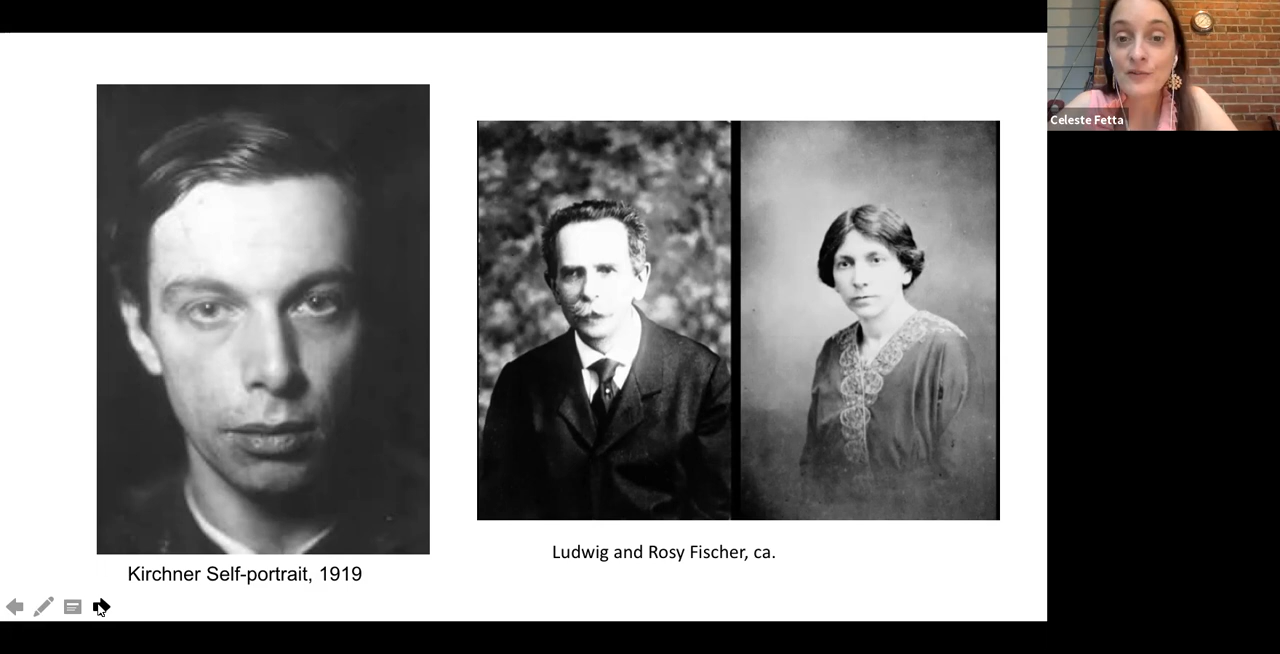 Celeste Fetta
Kirchner Self-portrait, 1919
Ludwig and Rosy Fischer, ca.